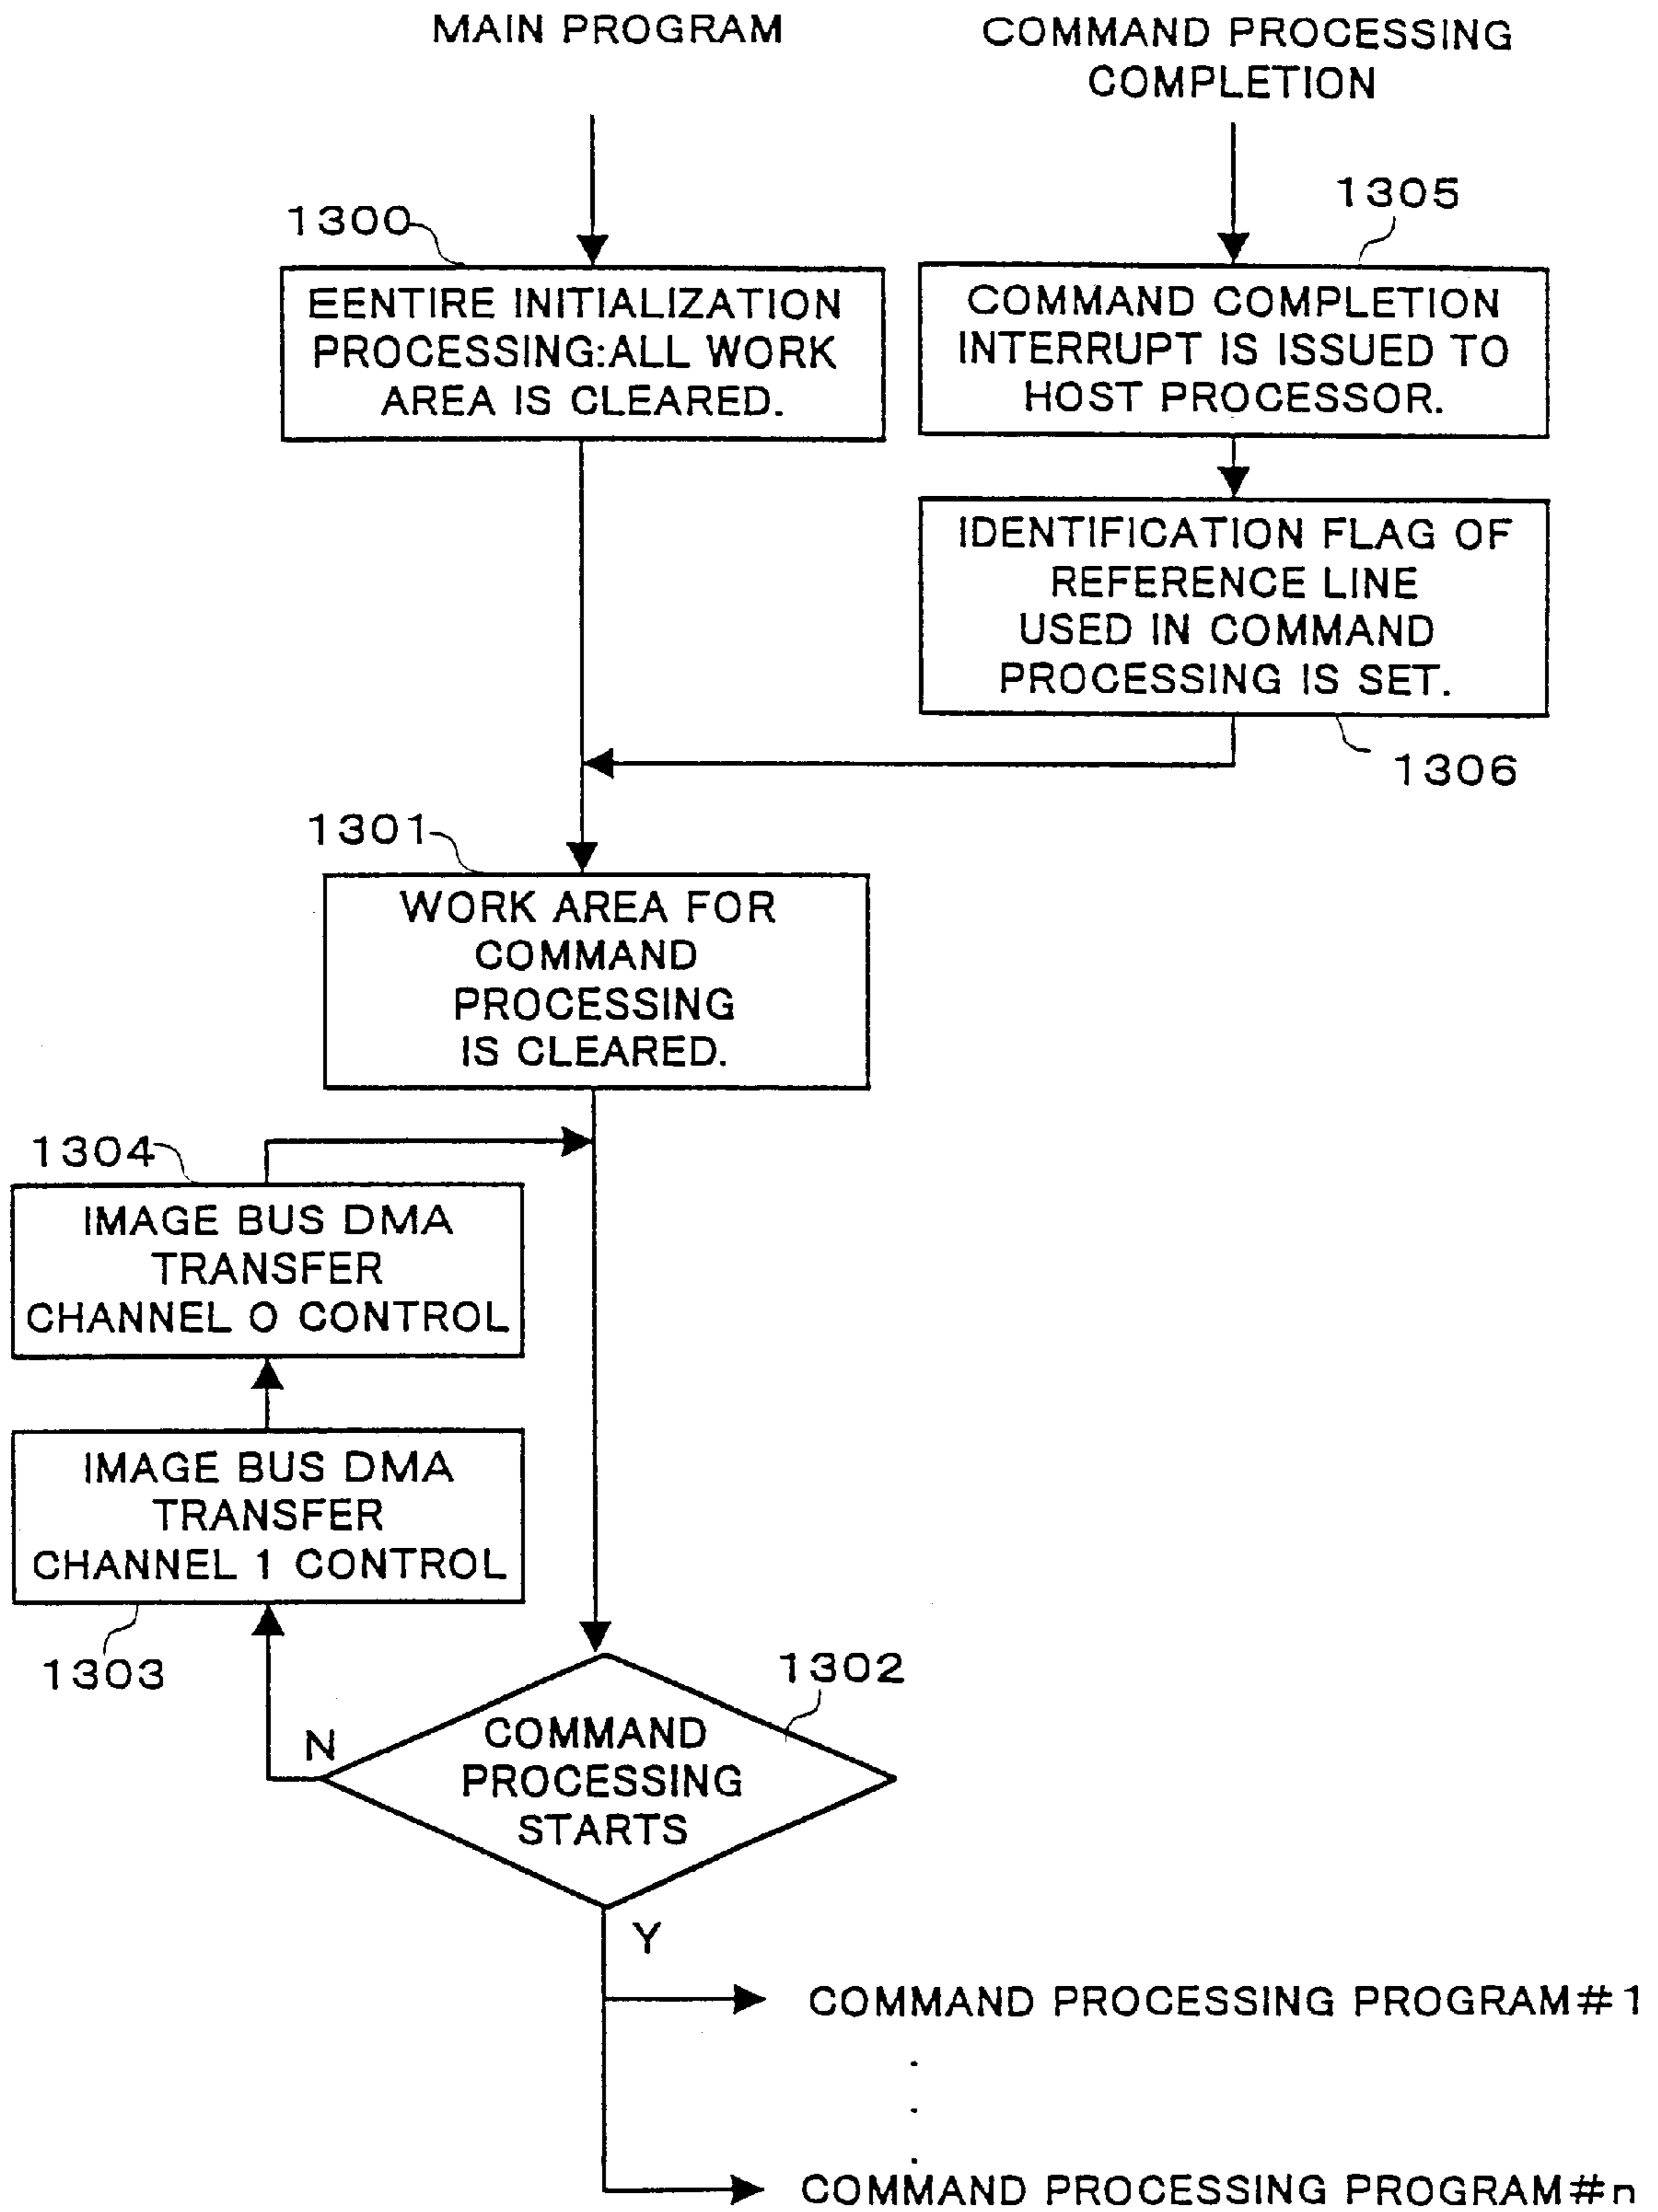 MAIN PROGRAM
COMMAND PROCESSING
COMPLETION
1300
EENTIRE INITIALIZATION
PROCESSING:ALL WORK
AREA IS CLEARED.
1305
COMMAND COMPLETION
INTERRUPT IS ISSUED TO
HOST PROCESSOR.
IDENTIFICATION FLAG OF
REFERENCE LINE
USED IN COMMAND
PROCESSING IS SET.
1306
1301
WORK AREA FOR
COMMAND
PROCESSING
IS CLEARED.
1304
IMAGE BUS DMA
TRANSFER
CHANNEL 0 CONTROL
IMAGE BUS DMA
TRANSFER
CHANNEL 1 CONTROL
1303
1302
N
COMMAND
PROCESSING
STARTS
Y
COMMAND PROCESSING PROGRAM#1
.
.
.
COMMAND PROCESSING PROGRAM#n